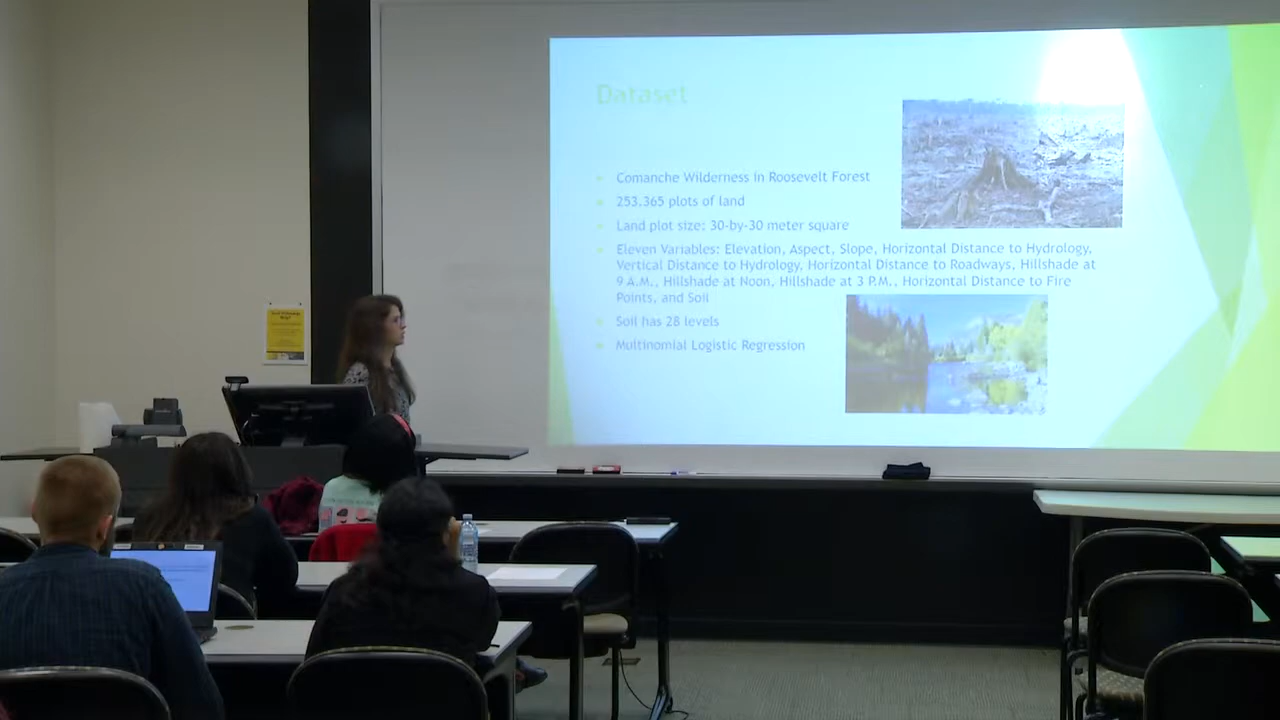 Dataset
Comanche Wilderness in Roosevelt Forest
253,365 plots of land
Land plot size: 30-by-30 meter square
Eleven Variables: Elevation, Aspect, Slope, Horizontal Distance to Hydrology,
Vertical Distance to Hydrology, Horizontal Distance to Roadways, Hillshade at
9 A.M., Hillshade at Noon, Hillshade at 3 P.M., Horizontal Distance to Fire
Points, and Soil
Soil has 28 levels
Multinomial Logistic Regression